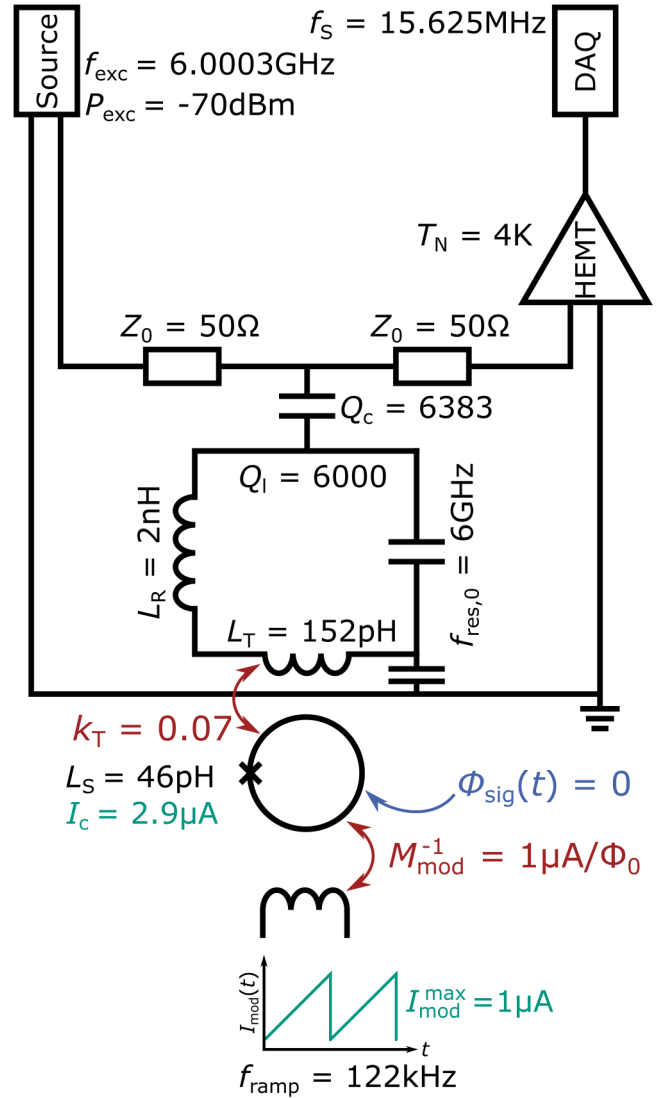 Source
f_exc = 6.0003GHz
P_exc = -70dBm
f_S = 15.625MHz
DAQ
T_N = 4K
HEMT
Z_0 = 50Ω
Z_0 = 50Ω
Q_c = 6383
Q_l = 6000
L_R = 2nH
f_res,0 = 6GHz
L_T = 152pH
k_T = 0.07
L_S = 46pH
I_c = 2.9µA
Φ_sig(t) = 0
M_mod^-1 = 1µA/Φ_0
I_mod(t)
I_mod^max = 1µA
t
f_ramp = 122kHz